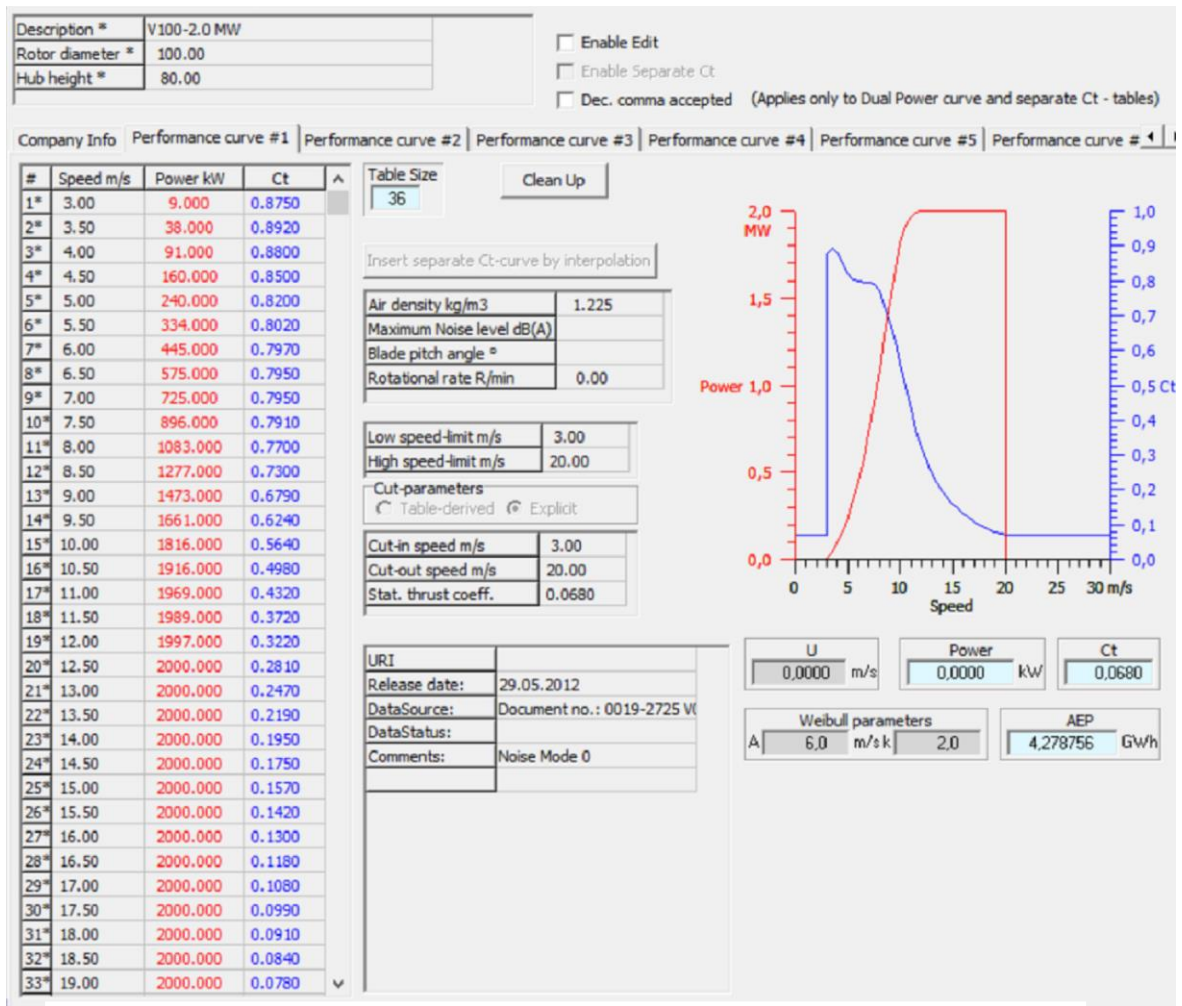 Description * V100-2.0 MW
Rotor diameter * 100.00
Hub height * 80.00
Enable Edit
Enable Separate Ct
Dec. comma accepted (Applies only to Dual Power curve and separate Ct - tables)
Company Info Performance curve #1 Performance curve #2 Performance curve #3 Performance curve #4 Performance curve #5 Performance curve #
# Speed m/s Power kW Ct
1* 3.00 9.000 0.8750
2* 3.50 38.000 0.8920
3* 4.00 91.000 0.8800
4* 4.50 160.000 0.8500
5* 5.00 240.000 0.8200
6* 5.50 334.000 0.8020
7* 6.00 445.000 0.7970
8* 6.50 575.000 0.7950
9* 7.00 725.000 0.7950
10* 7.50 896.000 0.7910
11* 8.00 1083.000 0.7700
12* 8.50 1277.000 0.7300
13* 9.00 1473.000 0.6790
14* 9.50 1661.000 0.6240
15* 10.00 1816.000 0.5640
16* 10.50 1916.000 0.4980
17* 11.00 1969.000 0.4320
18* 11.50 1989.000 0.3720
19* 12.00 1997.000 0.3220
20* 12.50 2000.000 0.2810
21* 13.00 2000.000 0.2470
22* 13.50 2000.000 0.2190
23* 14.00 2000.000 0.1950
24* 14.50 2000.000 0.1750
25* 15.00 2000.000 0.1570
26* 15.50 2000.000 0.1420
27* 16.00 2000.000 0.1300
28* 16.50 2000.000 0.1180
29* 17.00 2000.000 0.1080
30* 17.50 2000.000 0.0990
31* 18.00 2000.000 0.0910
32* 18.50 2000.000 0.0840
33* 19.00 2000.000 0.0780
Table Size
36
Clean Up
Insert separate Ct-curve by interpolation
Air density kg/m3 1.225
Maximum Noise level dB(A)
Blade pitch angle º
Rotational rate R/min 0.00
Low speed-limit m/s 3.00
High speed-limit m/s 20.00
Cut-parameters
Table-derived Explicit
Cut-in speed m/s 3.00
Cut-out speed m/s 20.00
Stat. thrust coeff. 0.0680
URI
Release date: 29.05.2012
DataSource: Document no.: 0019-2725 V
DataStatus:
Comments: Noise Mode 0
2,0
MW
1,5
Power 1,0
0,5
0,0
1,0
0,9
0,8
0,7
0,6
0,5 Ct
0,4
0,3
0,2
0,1
0,0
0 5 10 15 20 25 30 m/s
Speed
U Power Ct
0,0000 m/s 0,0000 kW 0,0680
Weibull parameters AEP
A 6,0 m/s k 2,0 4,278756 GWh